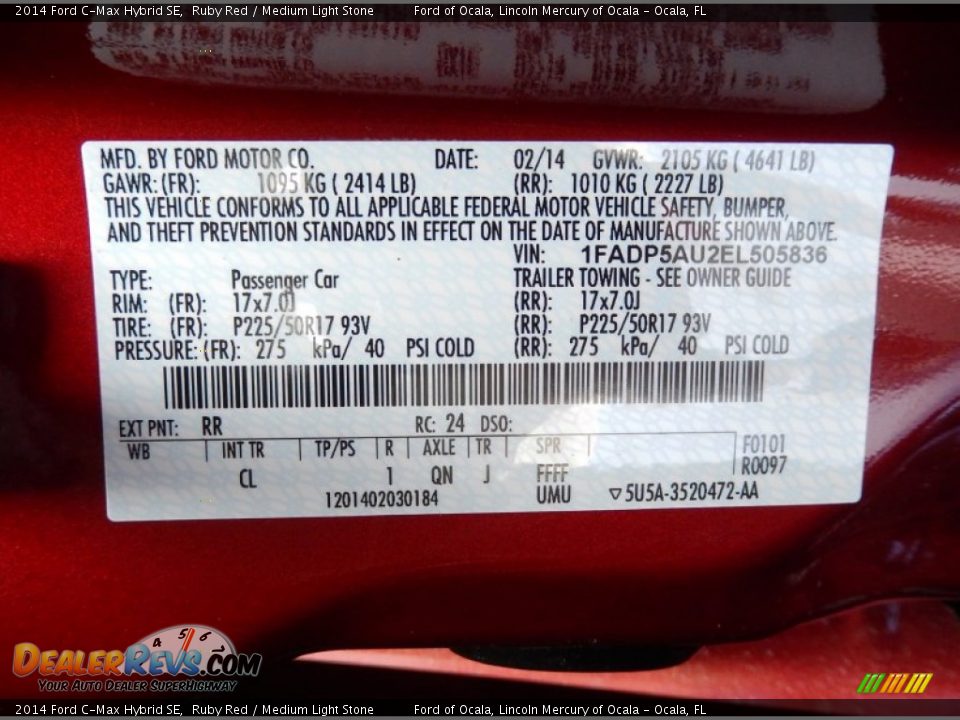 2014 Ford C-Max Hybrid SE, Ruby Red / Medium Light Stone Ford of Ocala, Lincoln Mercury of Ocala - Ocala, FL
MFD. BY FORD MOTOR CO. DATE: 02/14 GVWR: 2105 KG ( 4641 LB)
GAWR: (FR): 1095 KG ( 2414 LB) (RR): 1010 KG ( 2227 LB)
THIS VEHICLE CONFORMS TO ALL APPLICABLE FEDERAL MOTOR VEHICLE SAFETY, BUMPER,
AND THEFT PREVENTION STANDARDS IN EFFECT ON THE DATE OF MANUFACTURE SHOWN ABOVE.
VIN: 1FADP5AU2EL505836
TYPE: Passenger Car TRAILER TOWING - SEE OWNER GUIDE
RIM: (FR): 17x7.0J (RR): 17x7.0J
TIRE: (FR): P225/50R17 93V (RR): P225/50R17 93V
PRESSURE: (FR): 275 kPa/ 40 PSI COLD (RR): 275 kPa/ 40 PSI COLD
EXT PNT: RR RC: 24 DSO:
WB INT TR TP/PS R AXLE TR SPR F0101
CL 1 QN J FFFF R0097
1201402030184 UMU ▽5U5A-3520472-AA
4 5 6
DealerRevs.com
Your Auto Dealer SuperHighway
2014 Ford C-Max Hybrid SE, Ruby Red / Medium Light Stone Ford of Ocala, Lincoln Mercury of Ocala - Ocala, FL